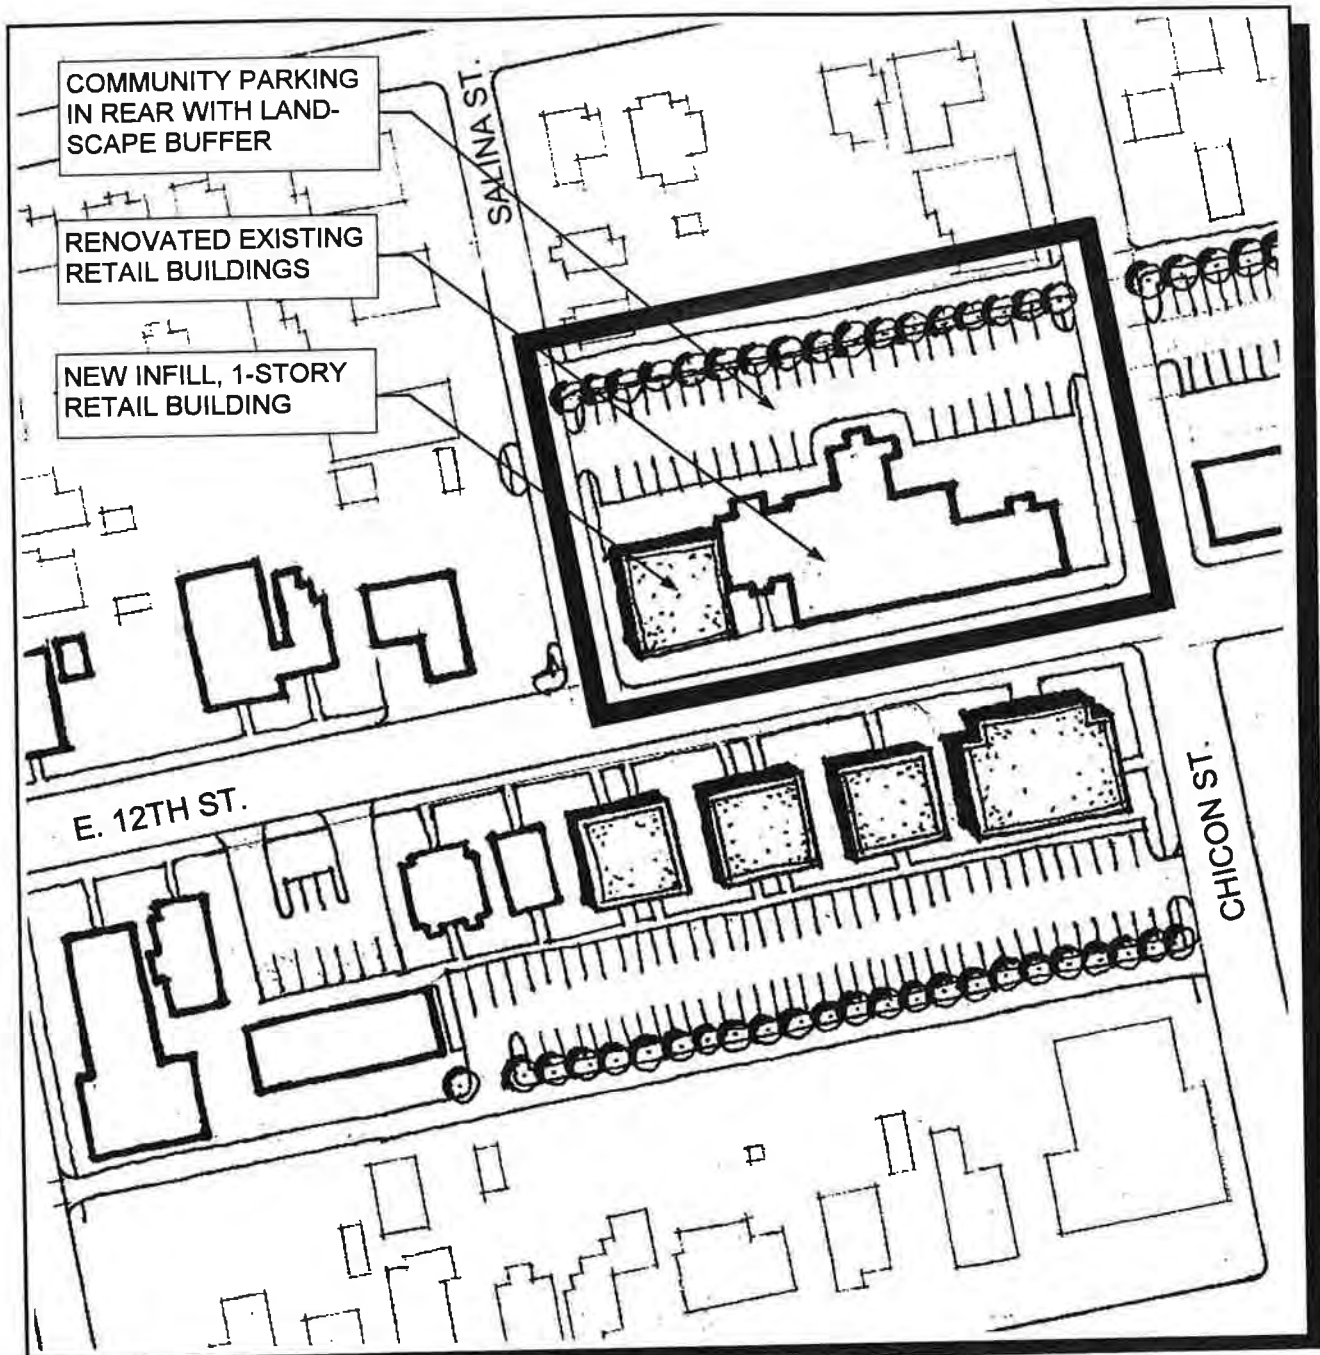 COMMUNITY PARKING
IN REAR WITH LAND-
SCAPE BUFFER
RENOVATED EXISTING
RETAIL BUILDINGS
NEW INFILL, 1-STORY
RETAIL BUILDING
SALINA ST.
E. 12TH ST.
CHICON ST.